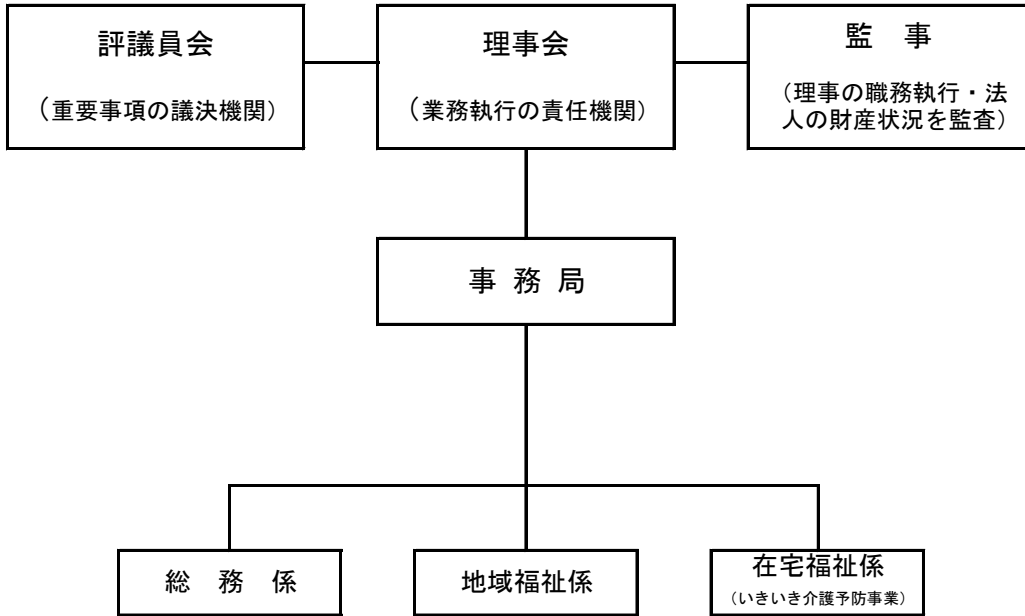 評議員会
（重要事項の議決機関）
理事会
（業務執行の責任機関）
監　事
（理事の職務執行・法
人の財産状況を監査）
事 務 局
総　務　係
地域福祉係
在宅福祉係
（いきいき介護予防事業）